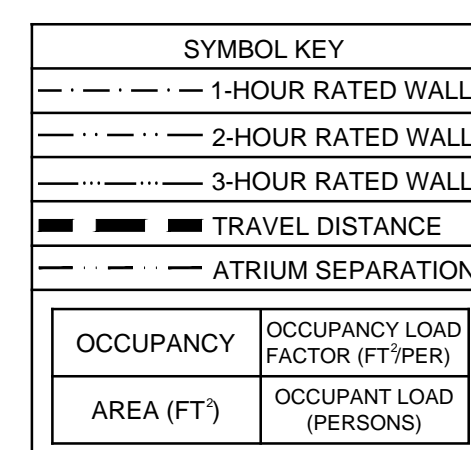 SYMBOL KEY
1-HOUR RATED WALL
2-HOUR RATED WALL
3-HOUR RATED WALL
TRAVEL DISTANCE
ATRIUM SEPARATION
OCCUPANCY
OCCUPANCY LOAD
FACTOR (FT²/PER)
AREA (FT²)
OCCUPANT LOAD
(PERSONS)